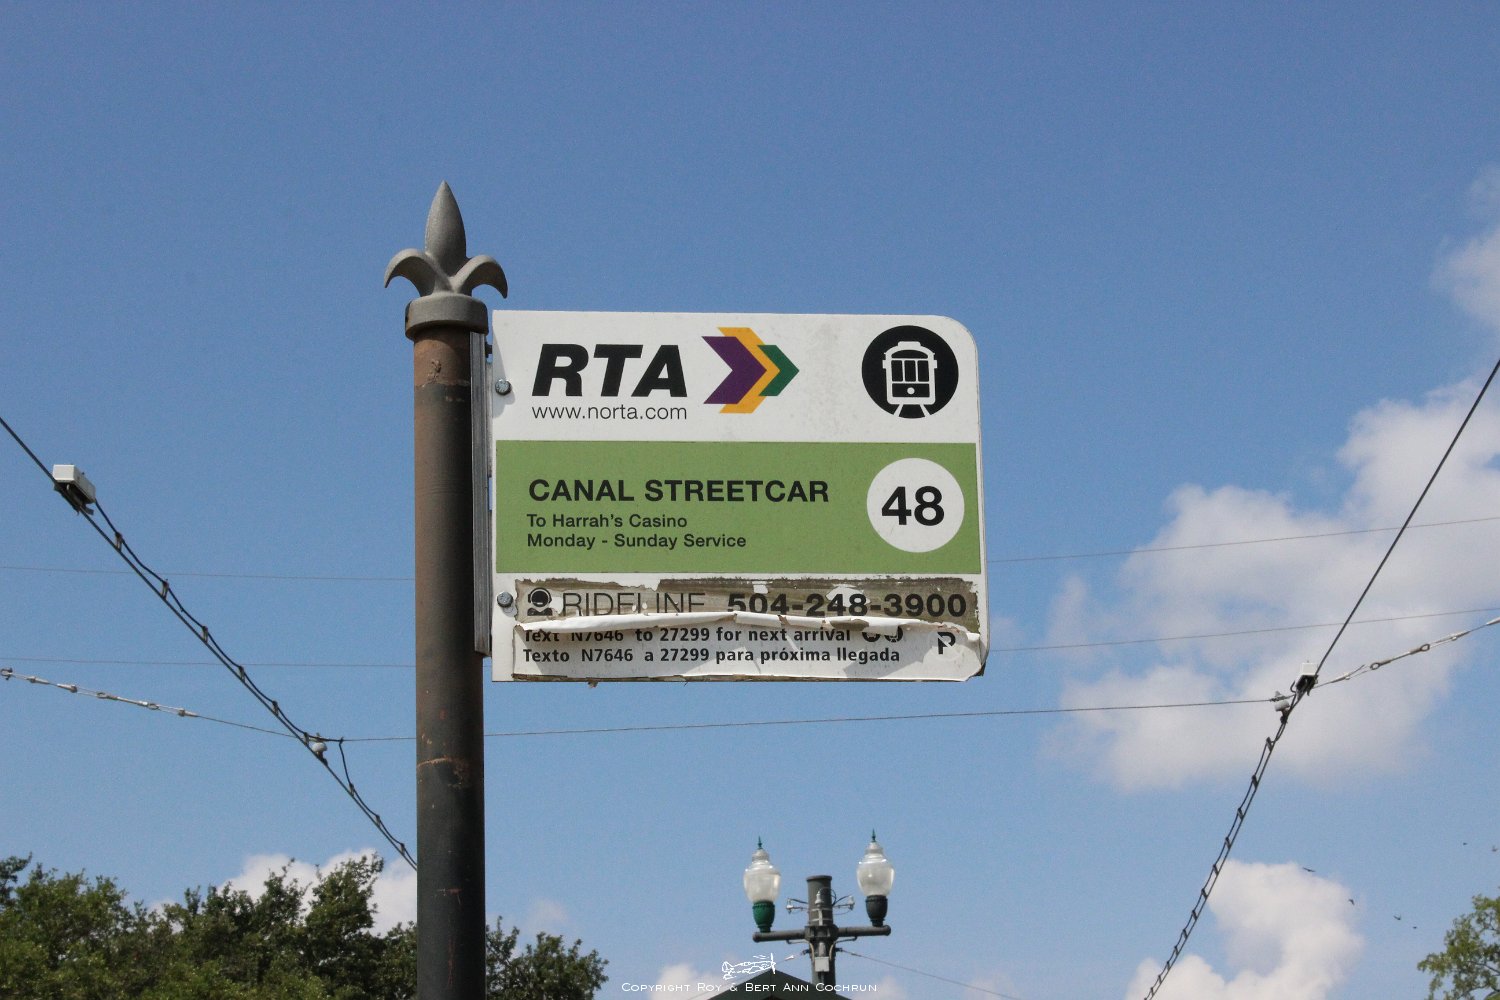 RTA
www.norta.com
CANAL STREETCAR
48
To Harrah's Casino
Monday - Sunday Service
RIDELINE 504-248-3900
Text N7646 to 27299 for next arrival
P
Texto N7646 a 27299 para próxima llegada
Copyright Roy & Bert Ann Cochrun